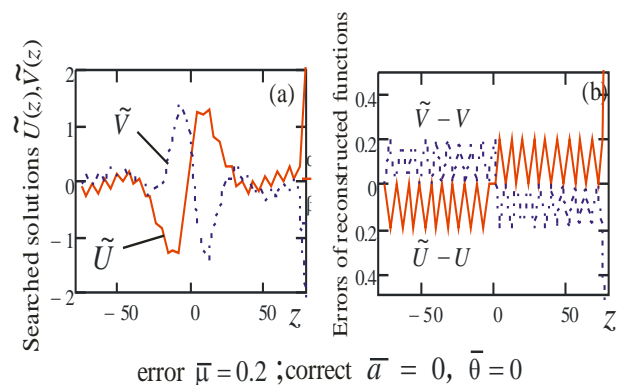 Searched solutions Ũ(z),Ṽ(z)
2
1
0
−1
−2
(a)
Ṽ
Ũ
−50
0
50
z
Errors of reconstructed functions
0.4
0.2
0
0.2
0.4
(b)
Ṽ − V
Ũ − U
−50
0
50
z
error μ̄ = 0.2 ;correct ā = 0, θ̄ = 0